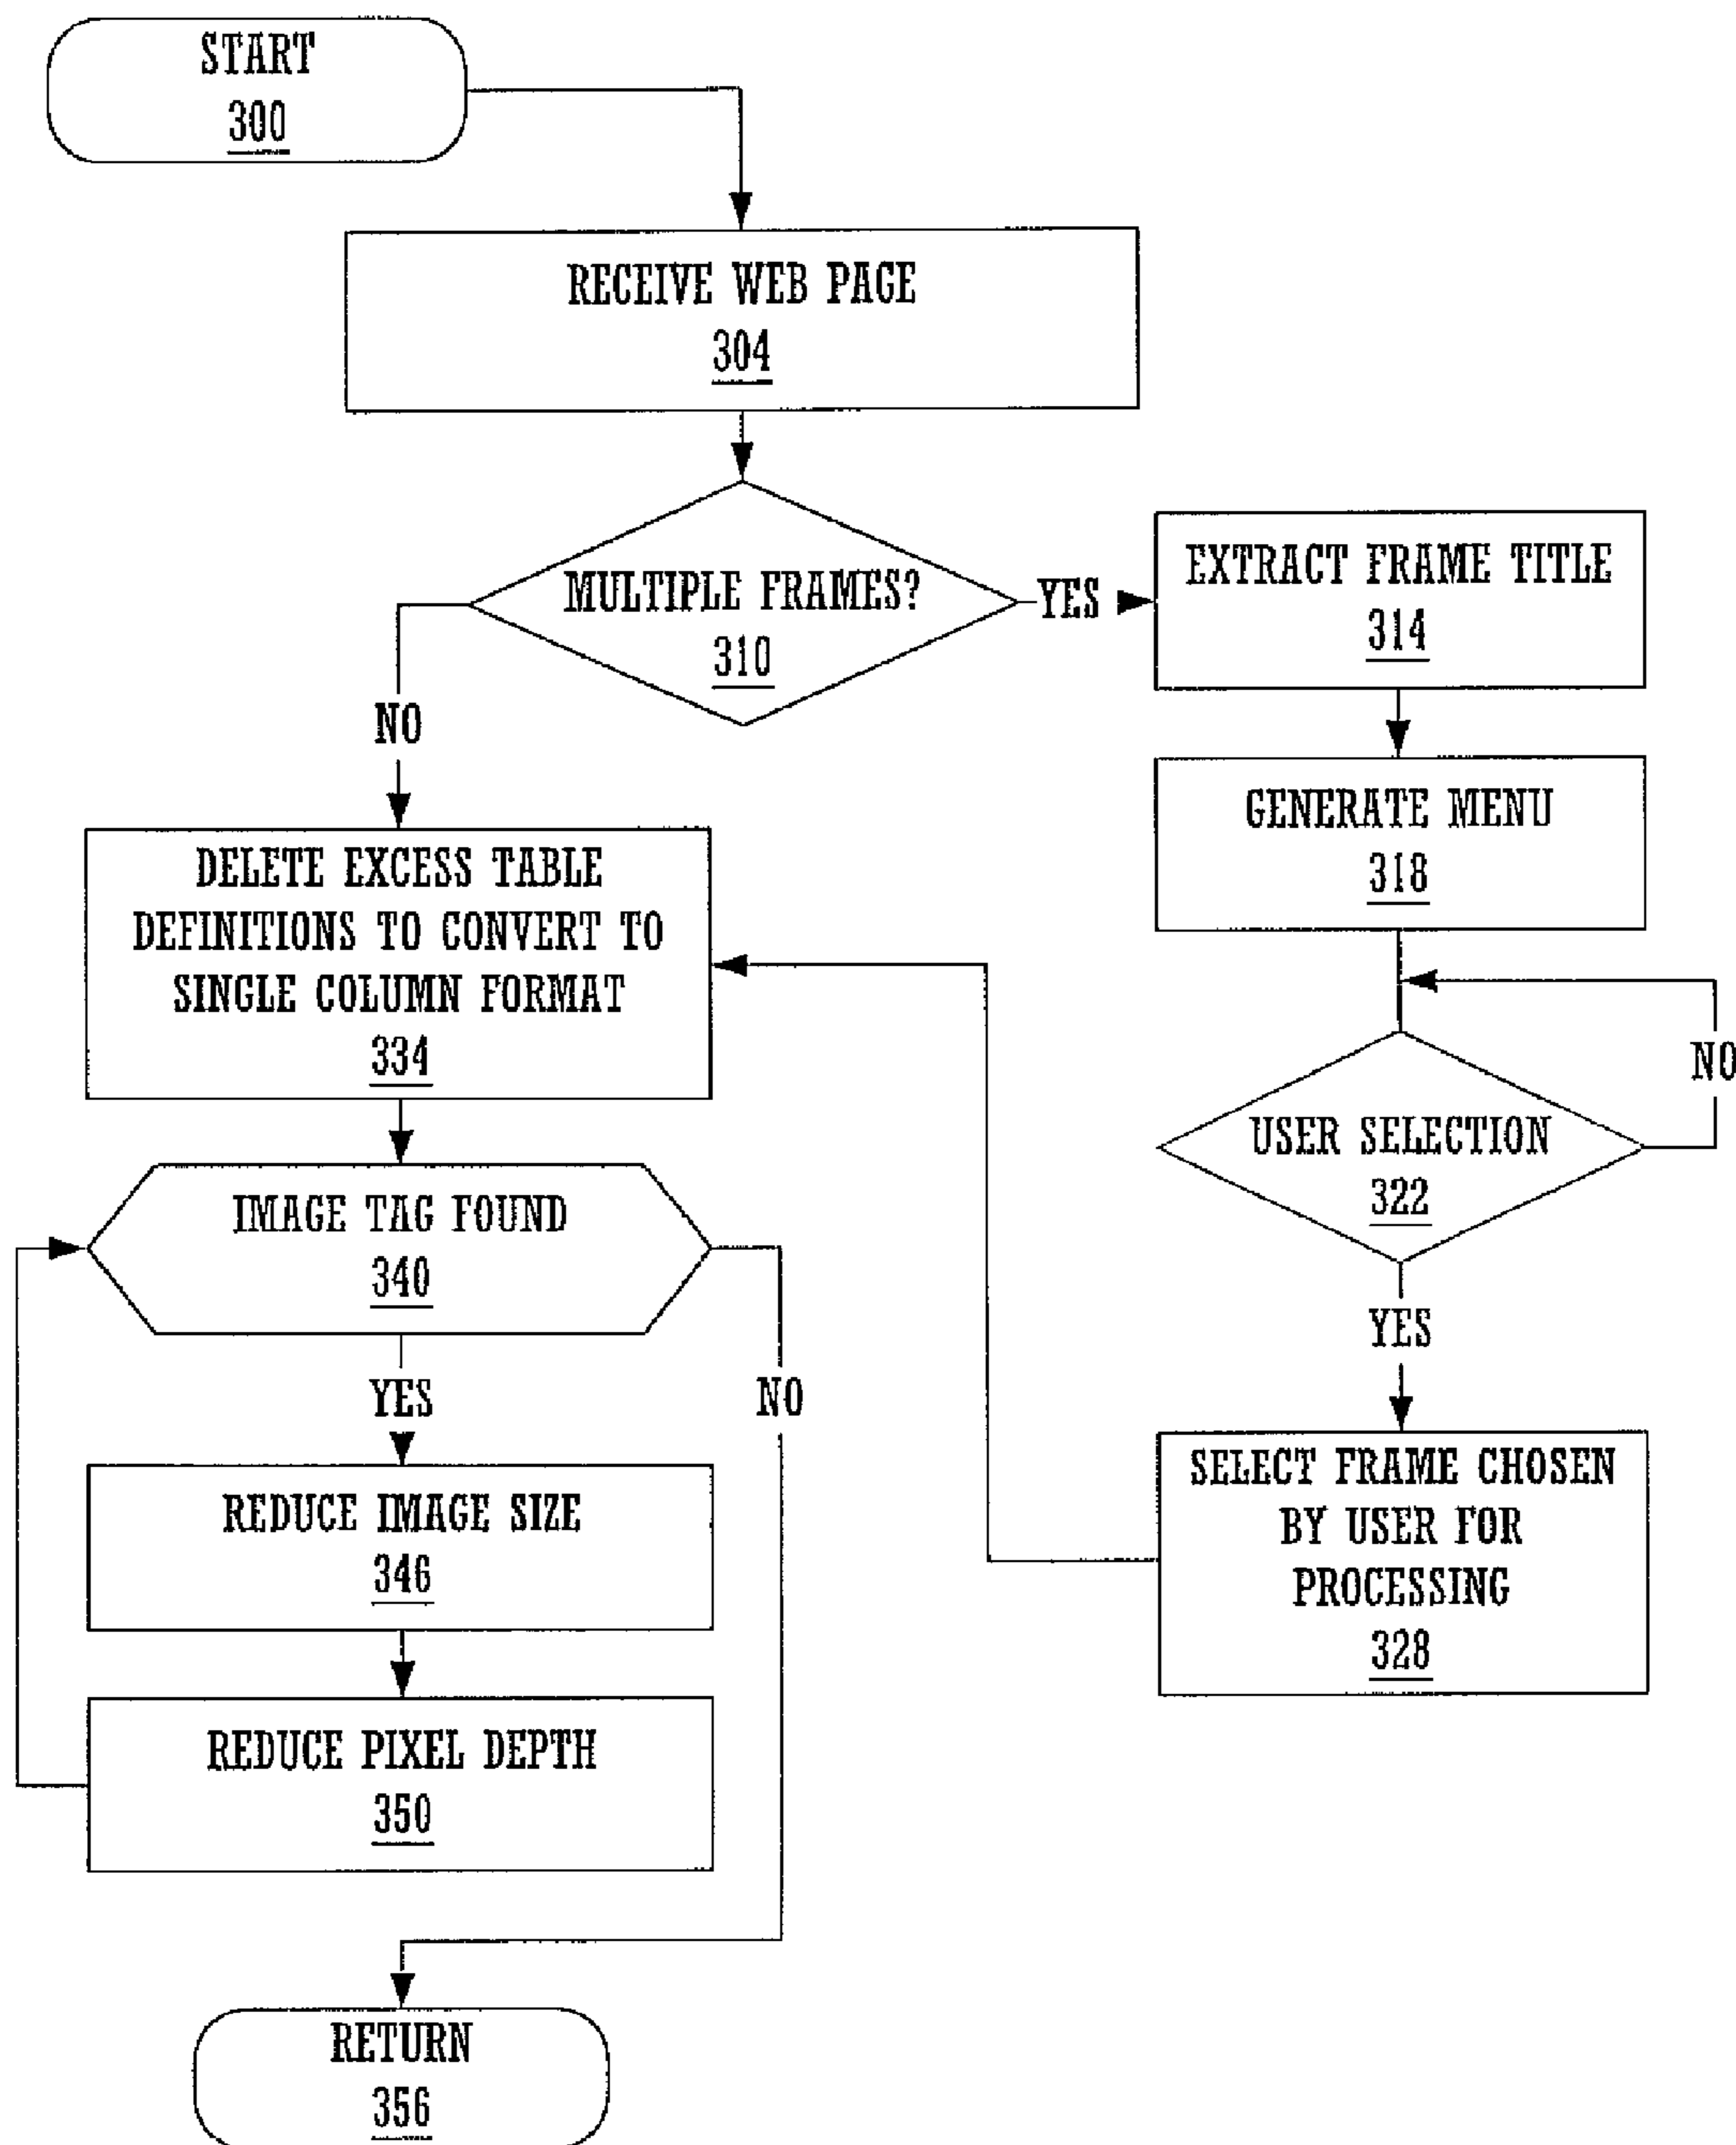 START
300
RECEIVE WEB PAGE
304
MULTIPLE FRAMES?
310
YES
EXTRACT FRAME TITLE
314
NO
GENERATE MENU
318
DELETE EXCESS TABLE
DEFINITIONS TO CONVERT TO
SINGLE COLUMN FORMAT
334
NO
USER SELECTION
322
YES
IMAGE TAG FOUND
340
YES
NO
SELECT FRAME CHOSEN
BY USER FOR
PROCESSING
328
REDUCE IMAGE SIZE
346
REDUCE PIXEL DEPTH
350
RETURN
356